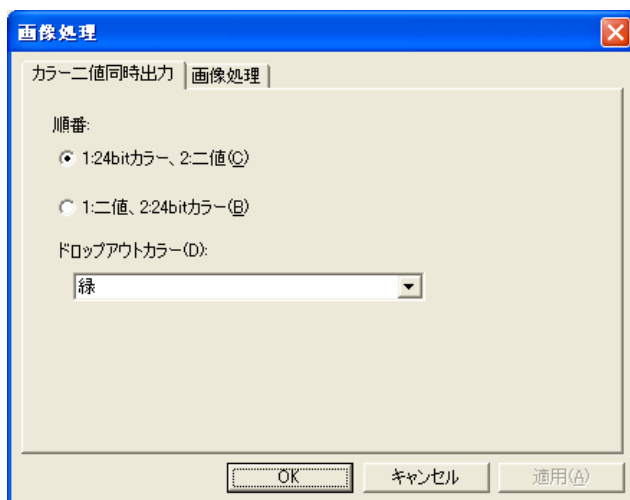 画像処理
カラー二値同時出力 画像処理
順番:
1:24bitカラー、2:二値(C)
1:二値、2:24bitカラー(B)
ドロップアウトカラー(D):
緑
OK キャンセル 適用(A)